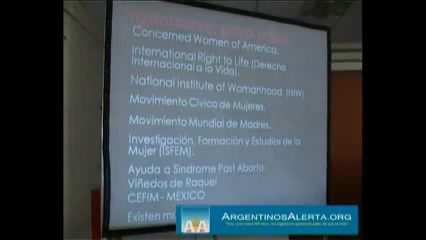 Concerned Women of America.
International Right to Life (Derecho
Internacional a la Vida).
National Institute of Womanhood (NIW)
Movimiento Cívico de Mujeres.
Movimiento Mundial de Madres.
Investigación, Formación y Estudios de la
Mujer (ISFEM).
Ayuda a Síndrome Post Aborto:
Viñedos de Raquel
CEFIM - MEXICO
Existen
ARGENTINOSALERTA.ORG